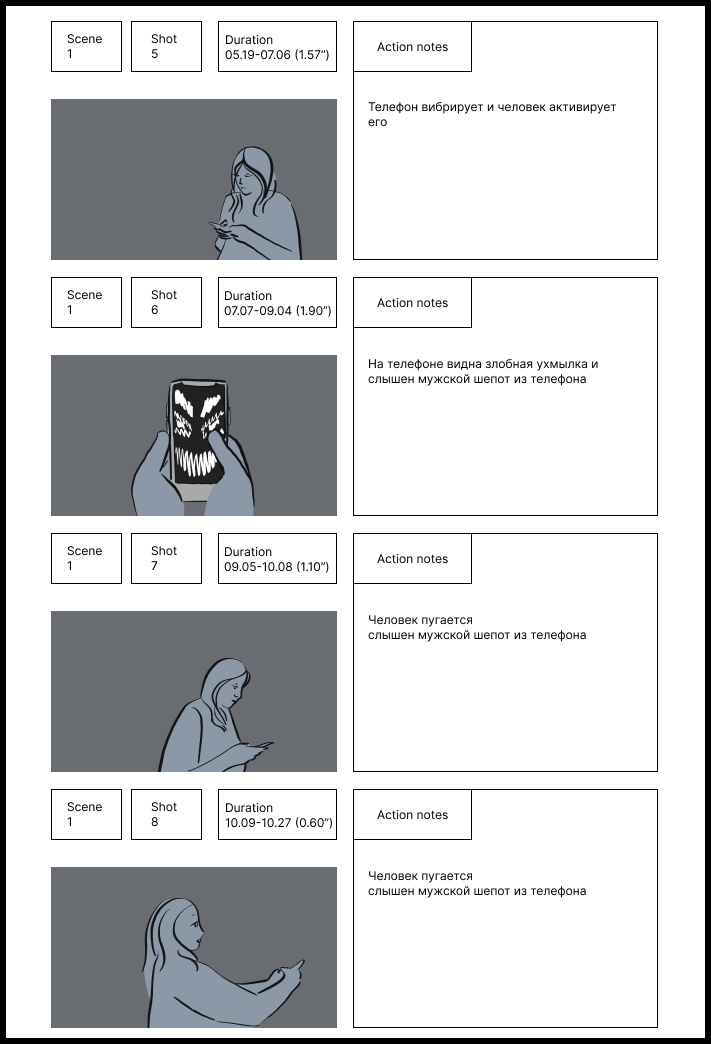 Scene
1
Shot
5
Duration
05.19-07.06 (1.57”)
Action notes
Телефон вибрирует и человек активирует
его
Scene
1
Shot
6
Duration
07.07-09.04 (1.90”)
Action notes
На телефоне видна злобная ухмылка и
слышен мужской шепот из телефона
Scene
1
Shot
7
Duration
09.05-10.08 (1.10”)
Action notes
Человек пугается
слышен мужской шепот из телефона
Scene
1
Shot
8
Duration
10.09-10.27 (0.60”)
Action notes
Человек пугается
слышен мужской шепот из телефона